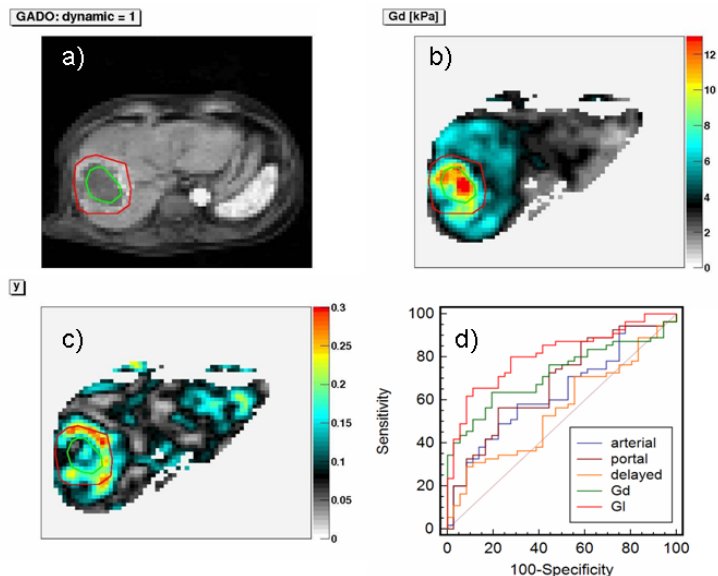 GADO: dynamic = 1
a)
Gd [kPa]
b)
12
10
8
6
4
2
0
y
c)
0.3
0.25
0.2
0.15
0.1
0.05
0
d)
100
80
60
40
20
0
Sensitivity
arterial
portal
delayed
Gd
Gl
0 20 40 60 80 100
100-Specificity